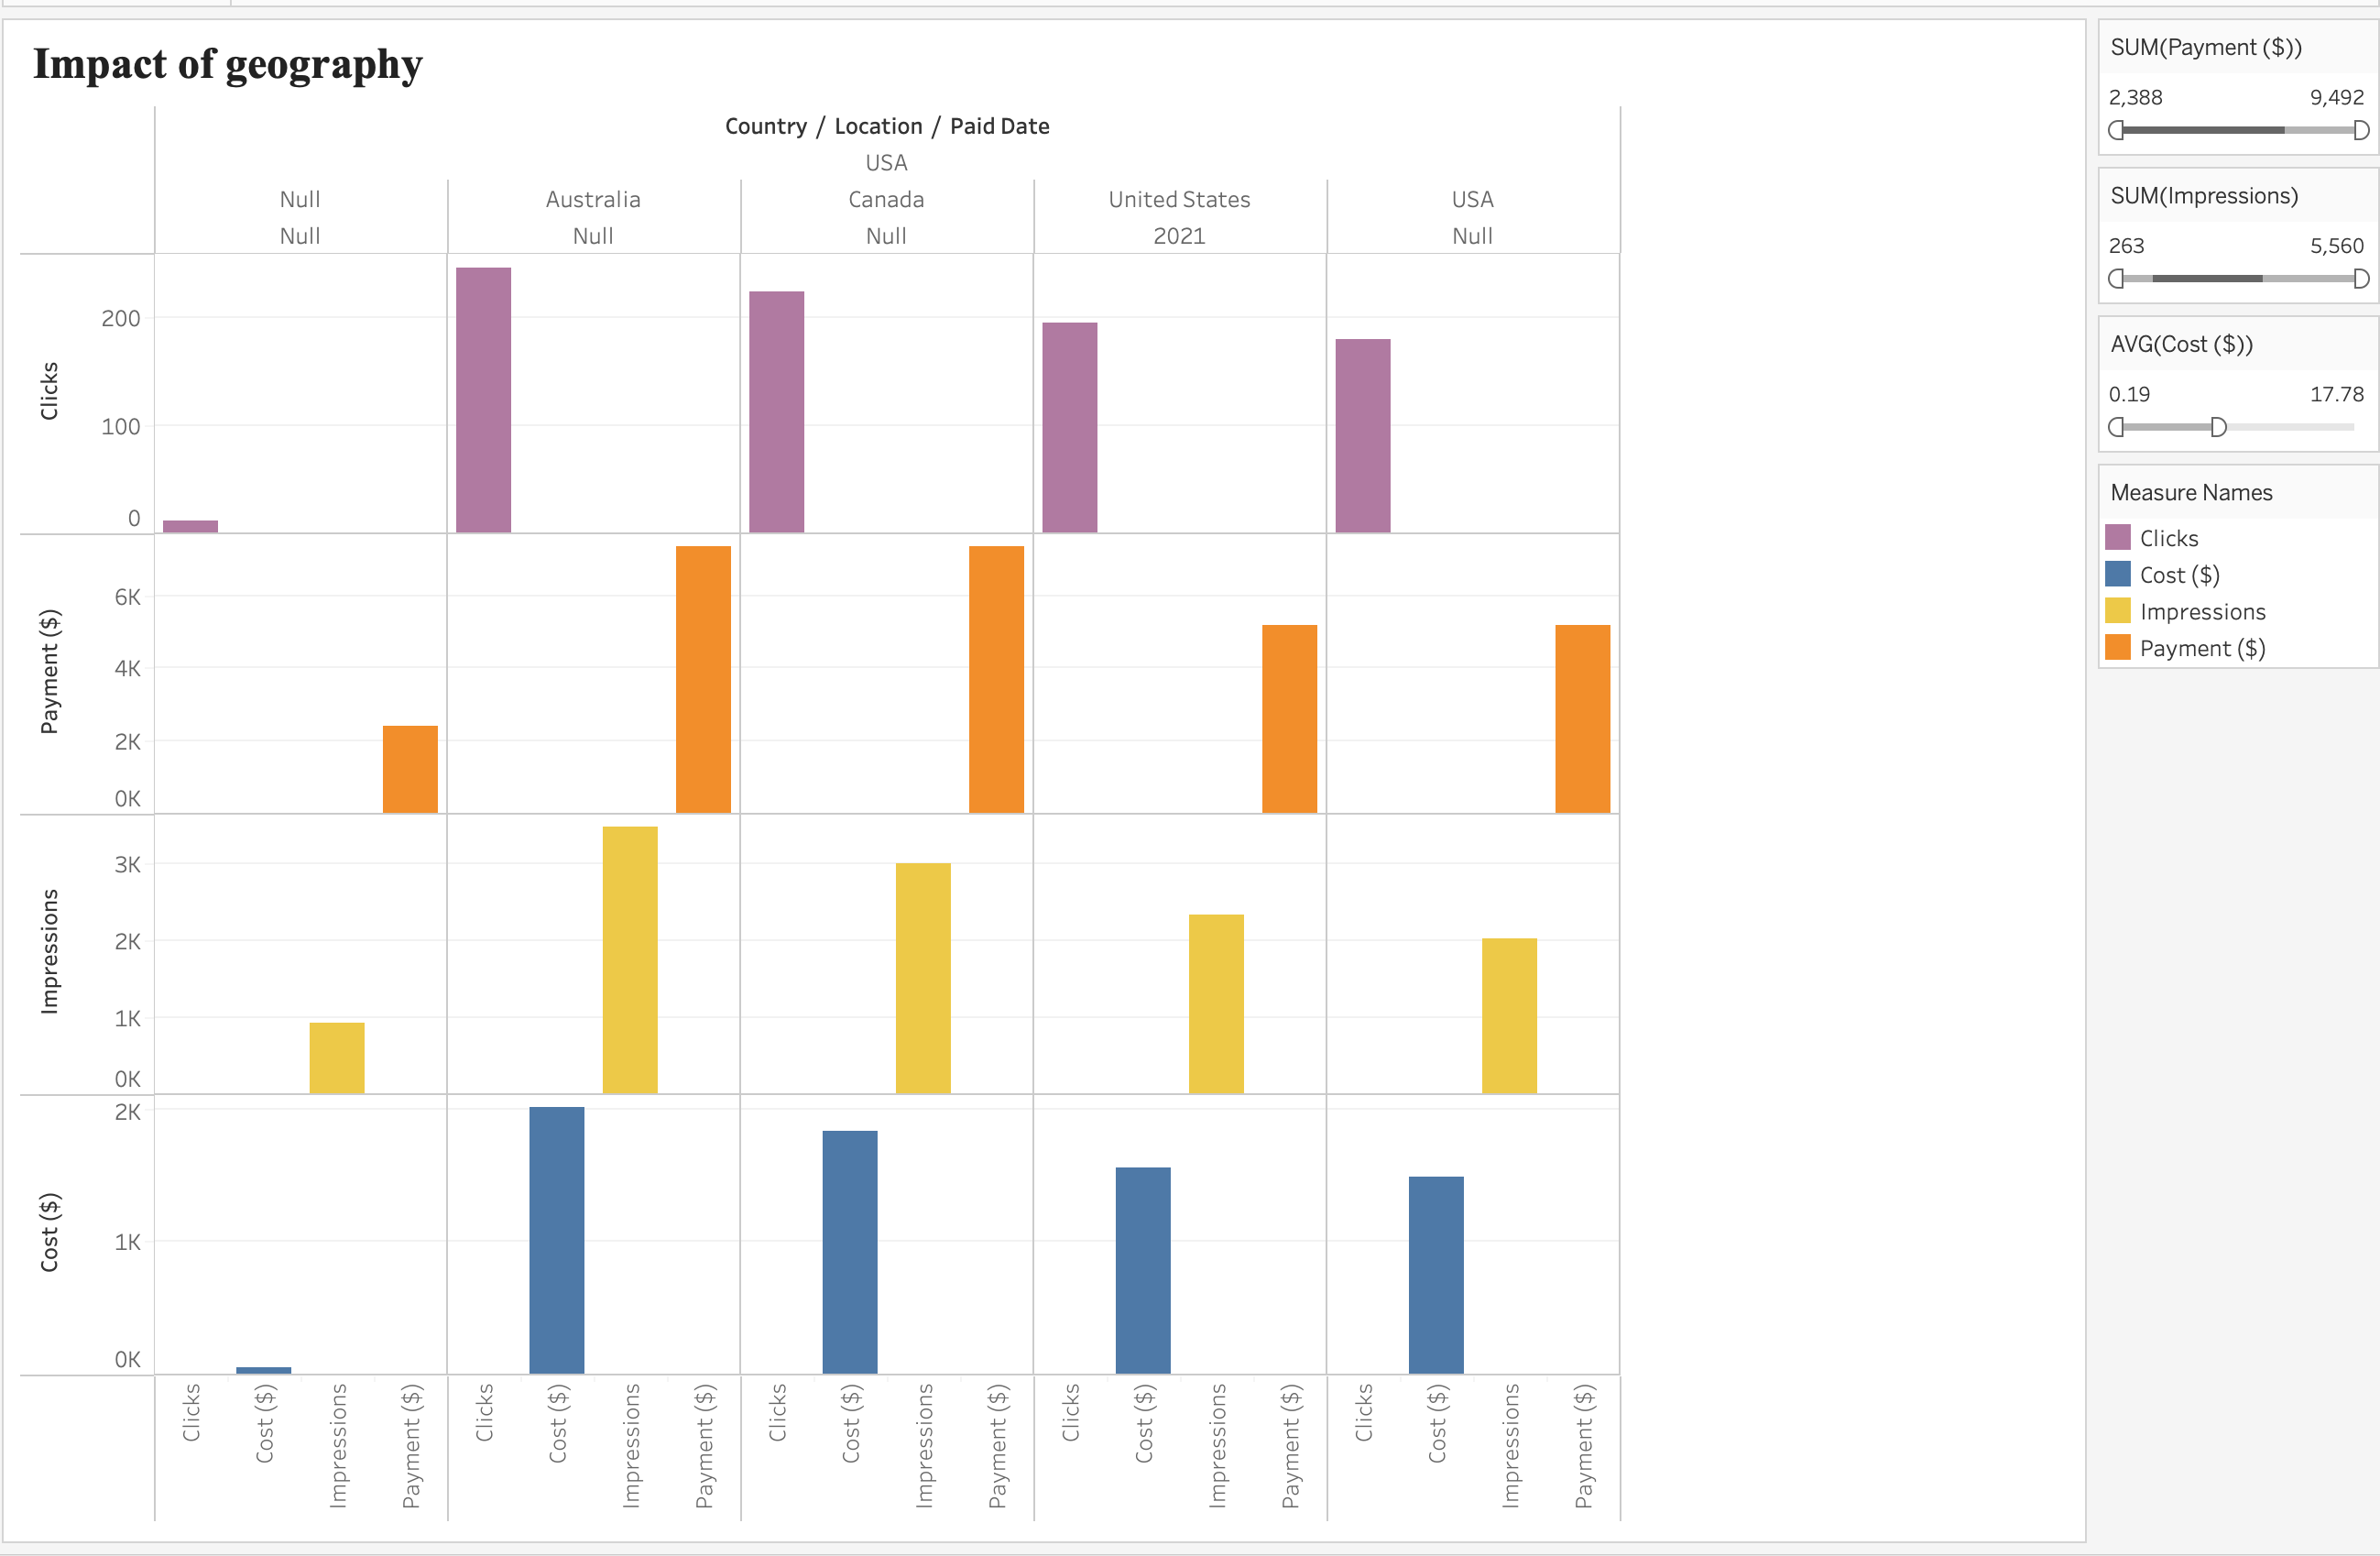 Impact of geography
Country / Location / Paid Date
USA
Null Australia Canada United States USA
Null Null Null 2021 Null
Clicks
200
100
0
Payment ($)
6K
4K
2K
0K
Impressions
3K
2K
1K
0K
Cost ($)
2K
1K
0K
Clicks Cost ($) Impressions Payment ($) Clicks Cost ($) Impressions Payment ($) Clicks Cost ($) Impressions Payment ($) Clicks Cost ($) Impressions Payment ($) Clicks Cost ($) Impressions Payment ($)
SUM(Payment ($))
2,388 9,492
SUM(Impressions)
263 5,560
AVG(Cost ($))
0.19 17.78
Measure Names
Clicks
Cost ($)
Impressions
Payment ($)